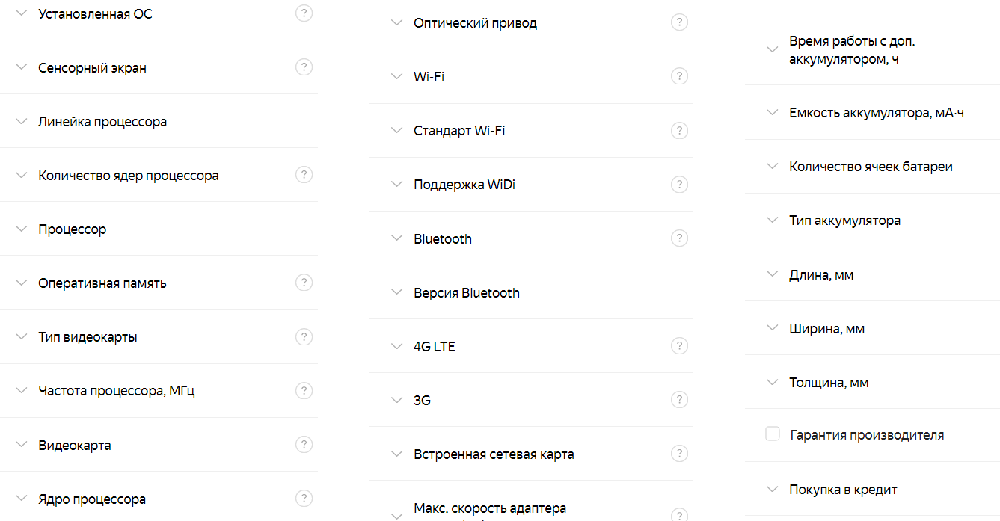 Установленная ОС
Сенсорный экран
Линейка процессора
Количество ядер процессора
Процессор
Оперативная память
Тип видеокарты
Частота процессора, МГц
Видеокарта
Ядро процессора
Оптический привод
Wi-Fi
Стандарт Wi-Fi
Поддержка WiDi
Bluetooth
Версия Bluetooth
4G LTE
3G
Встроенная сетевая карта
Макс. скорость адаптера
Время работы с доп.
аккумулятором, ч
Емкость аккумулятора, мА·ч
Количество ячеек батареи
Тип аккумулятора
Длина, мм
Ширина, мм
Толщина, мм
Гарантия производителя
Покупка в кредит